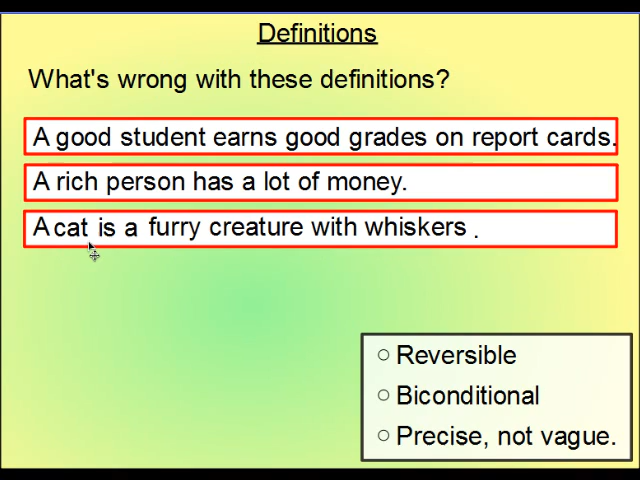 Definitions
What's wrong with these definitions?
A good student earns good grades on report cards.
A rich person has a lot of money.
A cat is a furry creature with whiskers .
○ Reversible
○ Biconditional
○ Precise, not vague.